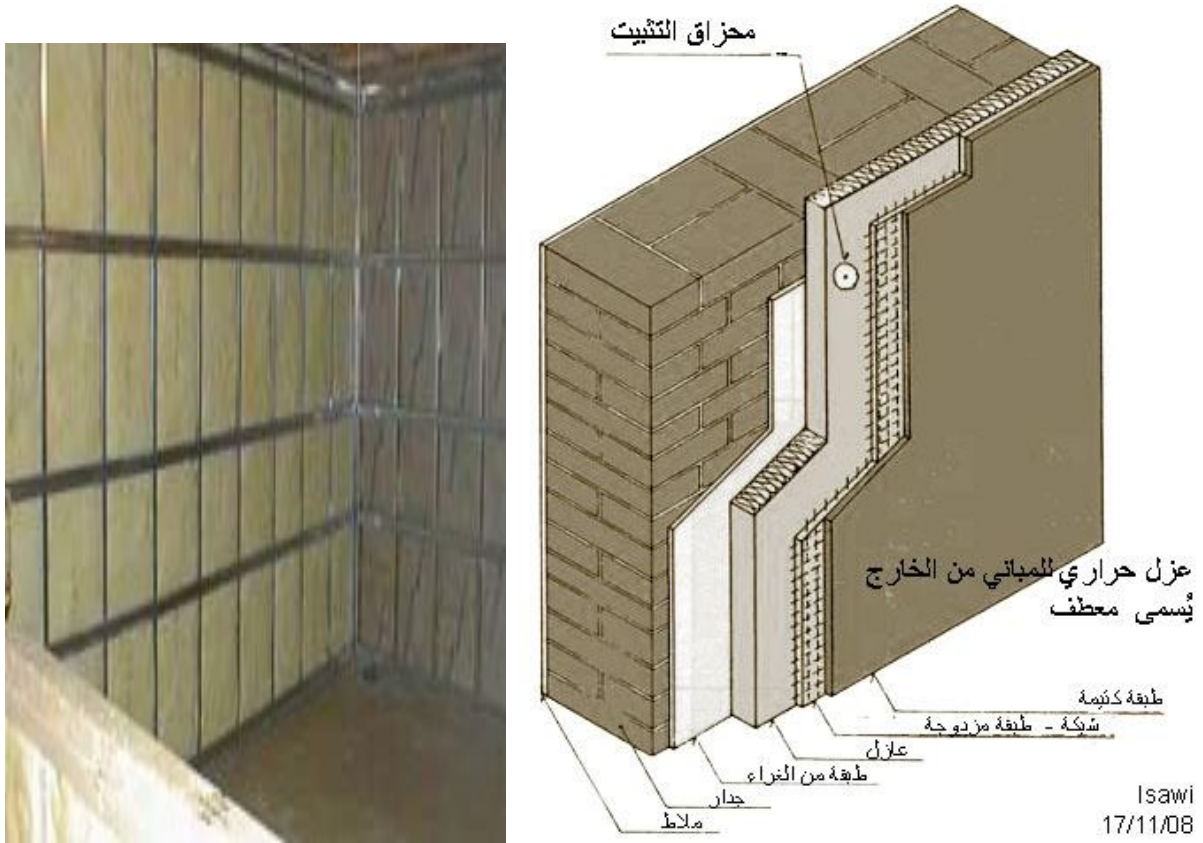 محزاق التثبيت
عزل حراري للمباني من الخارج
يُسمى معطف
طبقة كتيمة
شبكة - طبقة مزدوجة
عازل
طبقة من الغراء
جدار
ملاط
Isawi
17/11/08